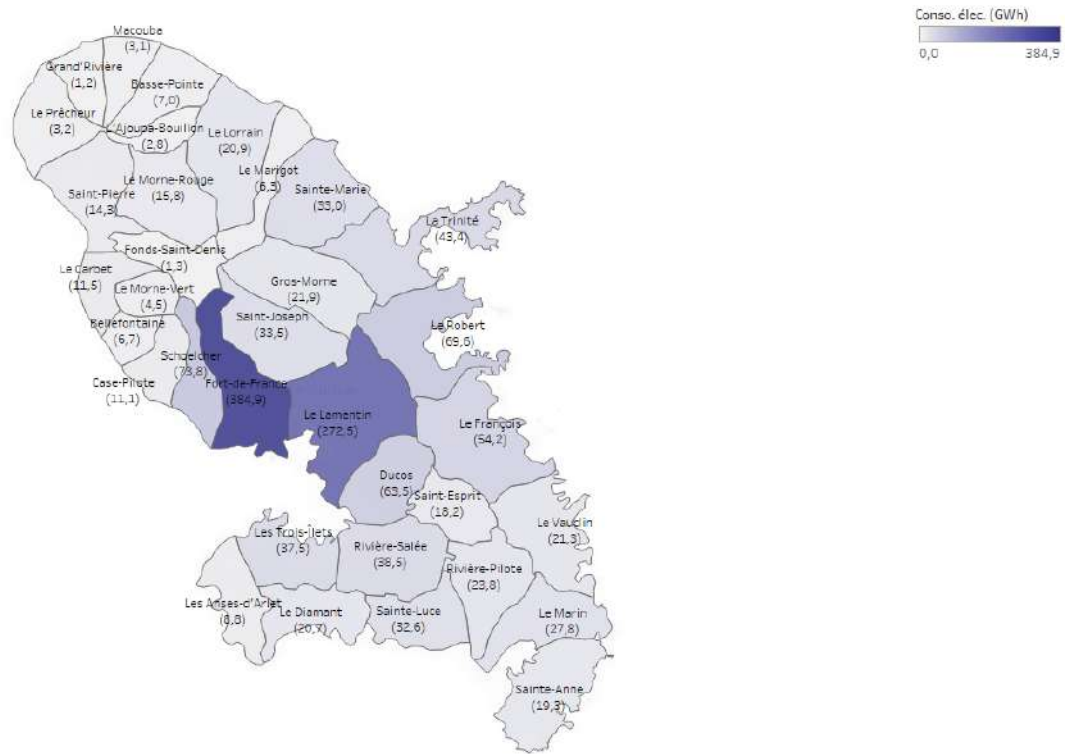 Conso. élec. (GWh)
0,0 384,9
Macouba
(3,1)
Grand'Rivière
(1,2)
Basse-Pointe
(7,0)
Le Prêcheur
(3,2)
L'Ajoupa-Bouillon
(2,8)
Le Lorrain
(20,9)
Le Marigot
(6,3)
Le Morne-Rouge
(15,8)
Sainte-Marie
(33,0)
Saint-Pierre
(14,3)
La Trinité
(43,4)
Fonds-Saint-Denis
(1,3)
Le Carbet
(11,5)
Le Morne-Vert
(4,5)
Gros-Morne
(21,9)
Bellefontaine
(6,7)
Saint-Joseph
(33,5)
Le Robert
(69,6)
Schoelcher
(73,8)
Case-Pilote
(11,1)
Fort-de-France
(384,9)
Le Lamentin
(272,5)
Le François
(54,2)
Ducos
(63,5)
Saint-Esprit
(18,2)
Le Vauclin
(21,3)
Les Trois-Îlets
(37,5)
Rivière-Salée
(38,5)
Rivière-Pilote
(23,8)
Les Anses-d'Arlet
(8,8)
Le Diamant
(20,7)
Sainte-Luce
(32,6)
Le Marin
(27,8)
Sainte-Anne
(19,3)